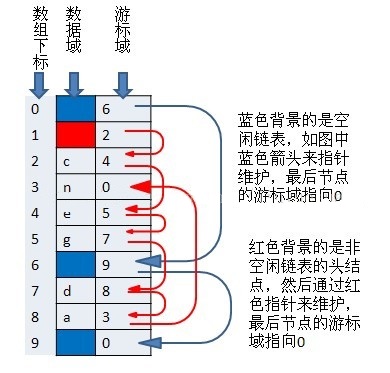 数组下标 数据域 游标域
0 6
1 2
2 c 4
3 n 0
4 e 5
5 g 7
6 9
7 d 8
8 a 3
9 0
蓝色背景的是空
闲链表，如图中
蓝色箭头来指针
维护，最后节点
的游标域指向0
红色背景的是非
空闲链表的头结
点，然后通过红
色指针来维护，
最后节点的游标
域指向0